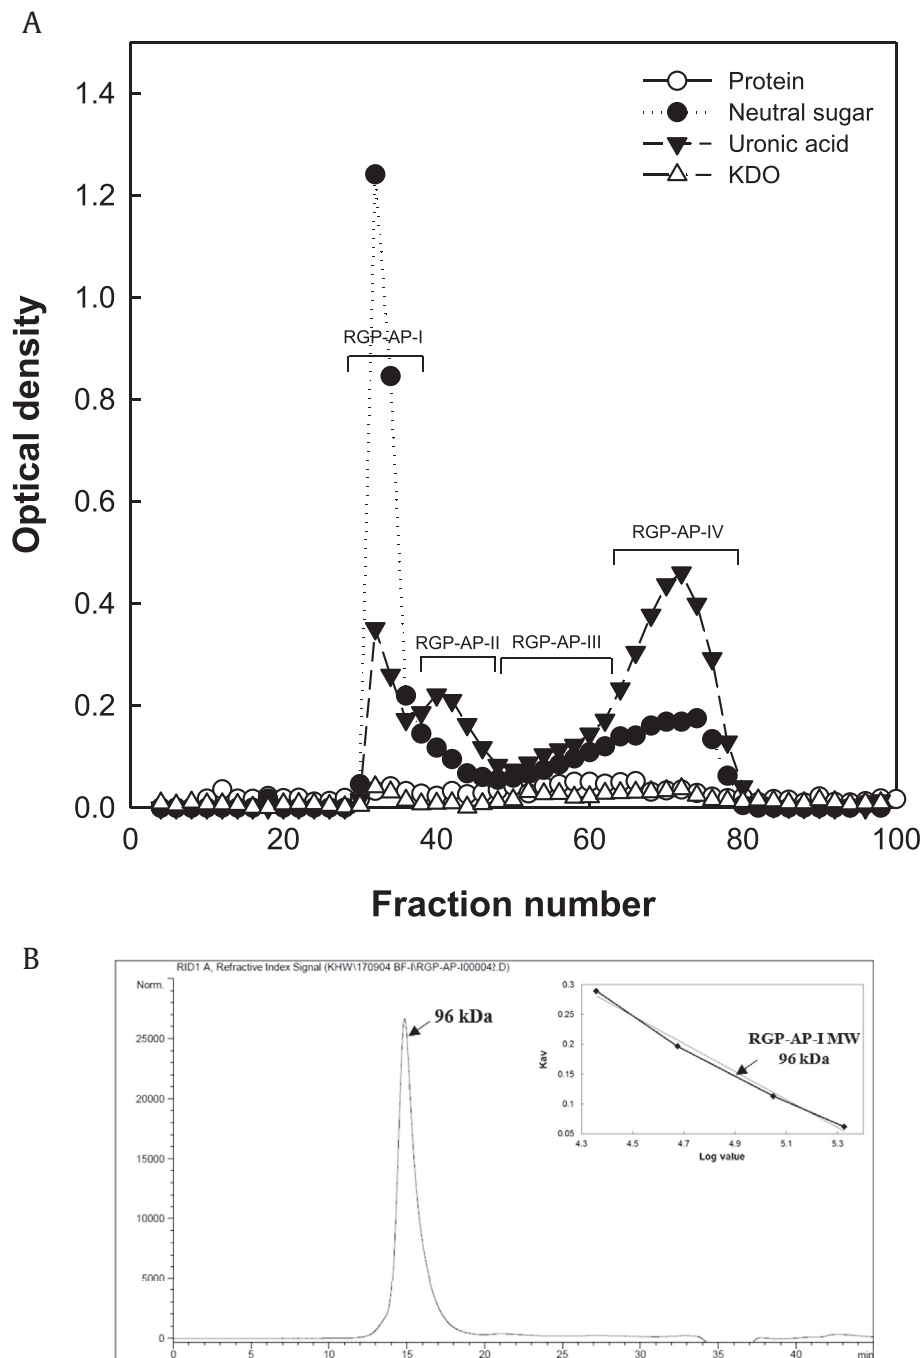 A
Protein
Neutral sugar
Uronic acid
KDO
1.4
1.2
1.0
0.8
0.6
0.4
0.2
0.0
Optical density
RGP-AP-I
RGP-AP-II
RGP-AP-III
RGP-AP-IV
0 20 40 60 80 100
Fraction number
B
RID1 A, Refractive Index Signal (KHW\170904 BF-I\RGP-AP-I00004
Norm.
25000
20000
15000
10000
5000
0
96 kDa
0.3
0.25
0.2
0.15
0.1
0.05
Kav
RGP-AP-I MW
96 kDa
4.3 4.5 4.7 4.9 5.1 5.3
Log value
0 5 10 15 20 25 30 35 40 min